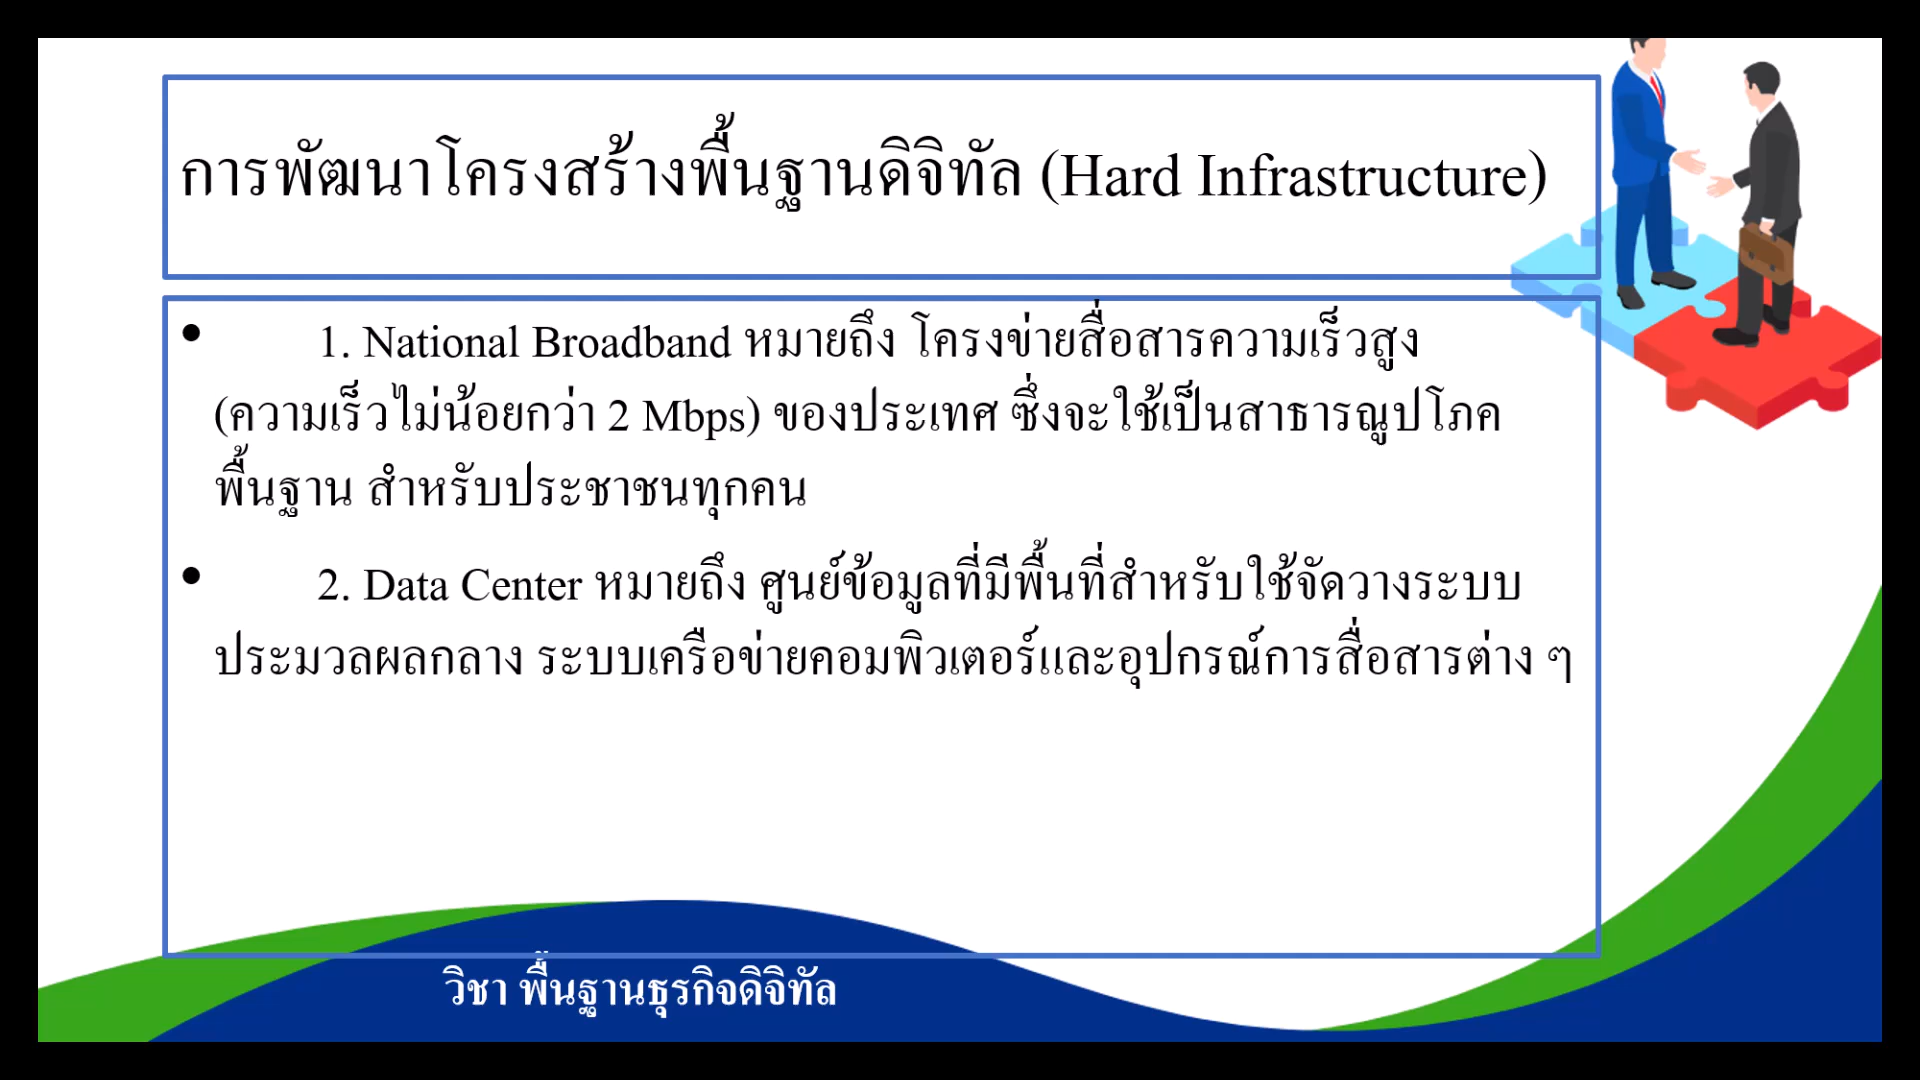 การพัฒนาโครงสร้างพื้นฐานดิจิทัล (Hard Infrastructure)
• 1. National Broadband หมายถึง โครงข่ายสื่อสารความเร็วสูง
(ความเร็วไม่น้อยกว่า 2 Mbps) ของประเทศ ซึ่งจะใช้เป็นสาธารณูปโภค
พื้นฐาน สำหรับประชาชนทุกคน
• 2. Data Center หมายถึง ศูนย์ข้อมูลที่มีพื้นที่สำหรับใช้จัดวางระบบ
ประมวลผลกลาง ระบบเครือข่ายคอมพิวเตอร์และอุปกรณ์การสื่อสารต่าง ๆ
วิชา พื้นฐานธุรกิจดิจิทัล